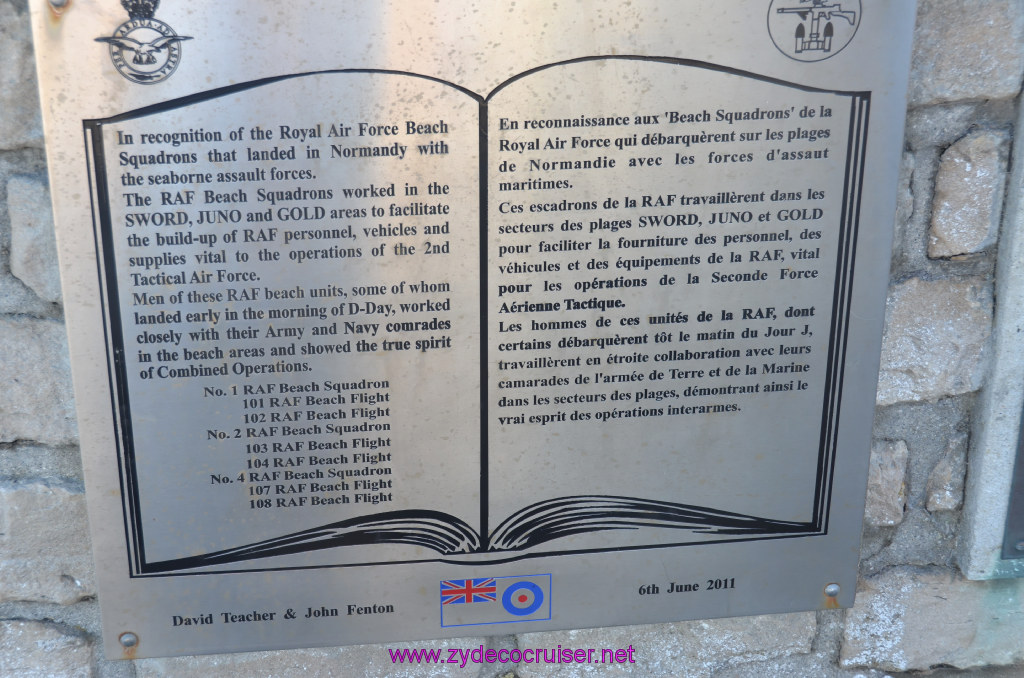 In recognition of the Royal Air Force Beach
Squadrons that landed in Normandy with
the seaborne assault forces.
The RAF Beach Squadrons worked in the
SWORD, JUNO and GOLD areas to facilitate
the build-up of RAF personnel, vehicles and
supplies vital to the operations of the 2nd
Tactical Air Force.
Men of these RAF beach units, some of whom
landed early in the morning of D-Day, worked
closely with their Army and Navy comrades
in the beach areas and showed the true spirit
of Combined Operations.
No. 1 RAF Beach Squadron
101 RAF Beach Flight
102 RAF Beach Flight
No. 2 RAF Beach Squadron
103 RAF Beach Flight
104 RAF Beach Flight
No. 4 RAF Beach Squadron
107 RAF Beach Flight
108 RAF Beach Flight
En reconnaissance aux 'Beach Squadrons' de la
Royal Air Force qui débarquèrent sur les plages
de Normandie avec les forces d'assaut
maritimes.
Ces escadrons de la RAF travaillèrent dans les
secteurs des plages SWORD, JUNO et GOLD
pour faciliter la fourniture des personnel, des
véhicules et des équipements de la RAF, vital
pour les opérations de la Seconde Force
Aérienne Tactique.
Les hommes de ces unités de la RAF, dont
certains débarquèrent tôt le matin du Jour J,
travaillèrent en étroite collaboration avec leurs
camarades de l'armée de Terre et de la Marine
dans les secteurs des plages, démontrant ainsi le
vrai esprit des opérations interarmes.
David Teacher & John Fenton
6th June 2011
www.zydecocruiser.net